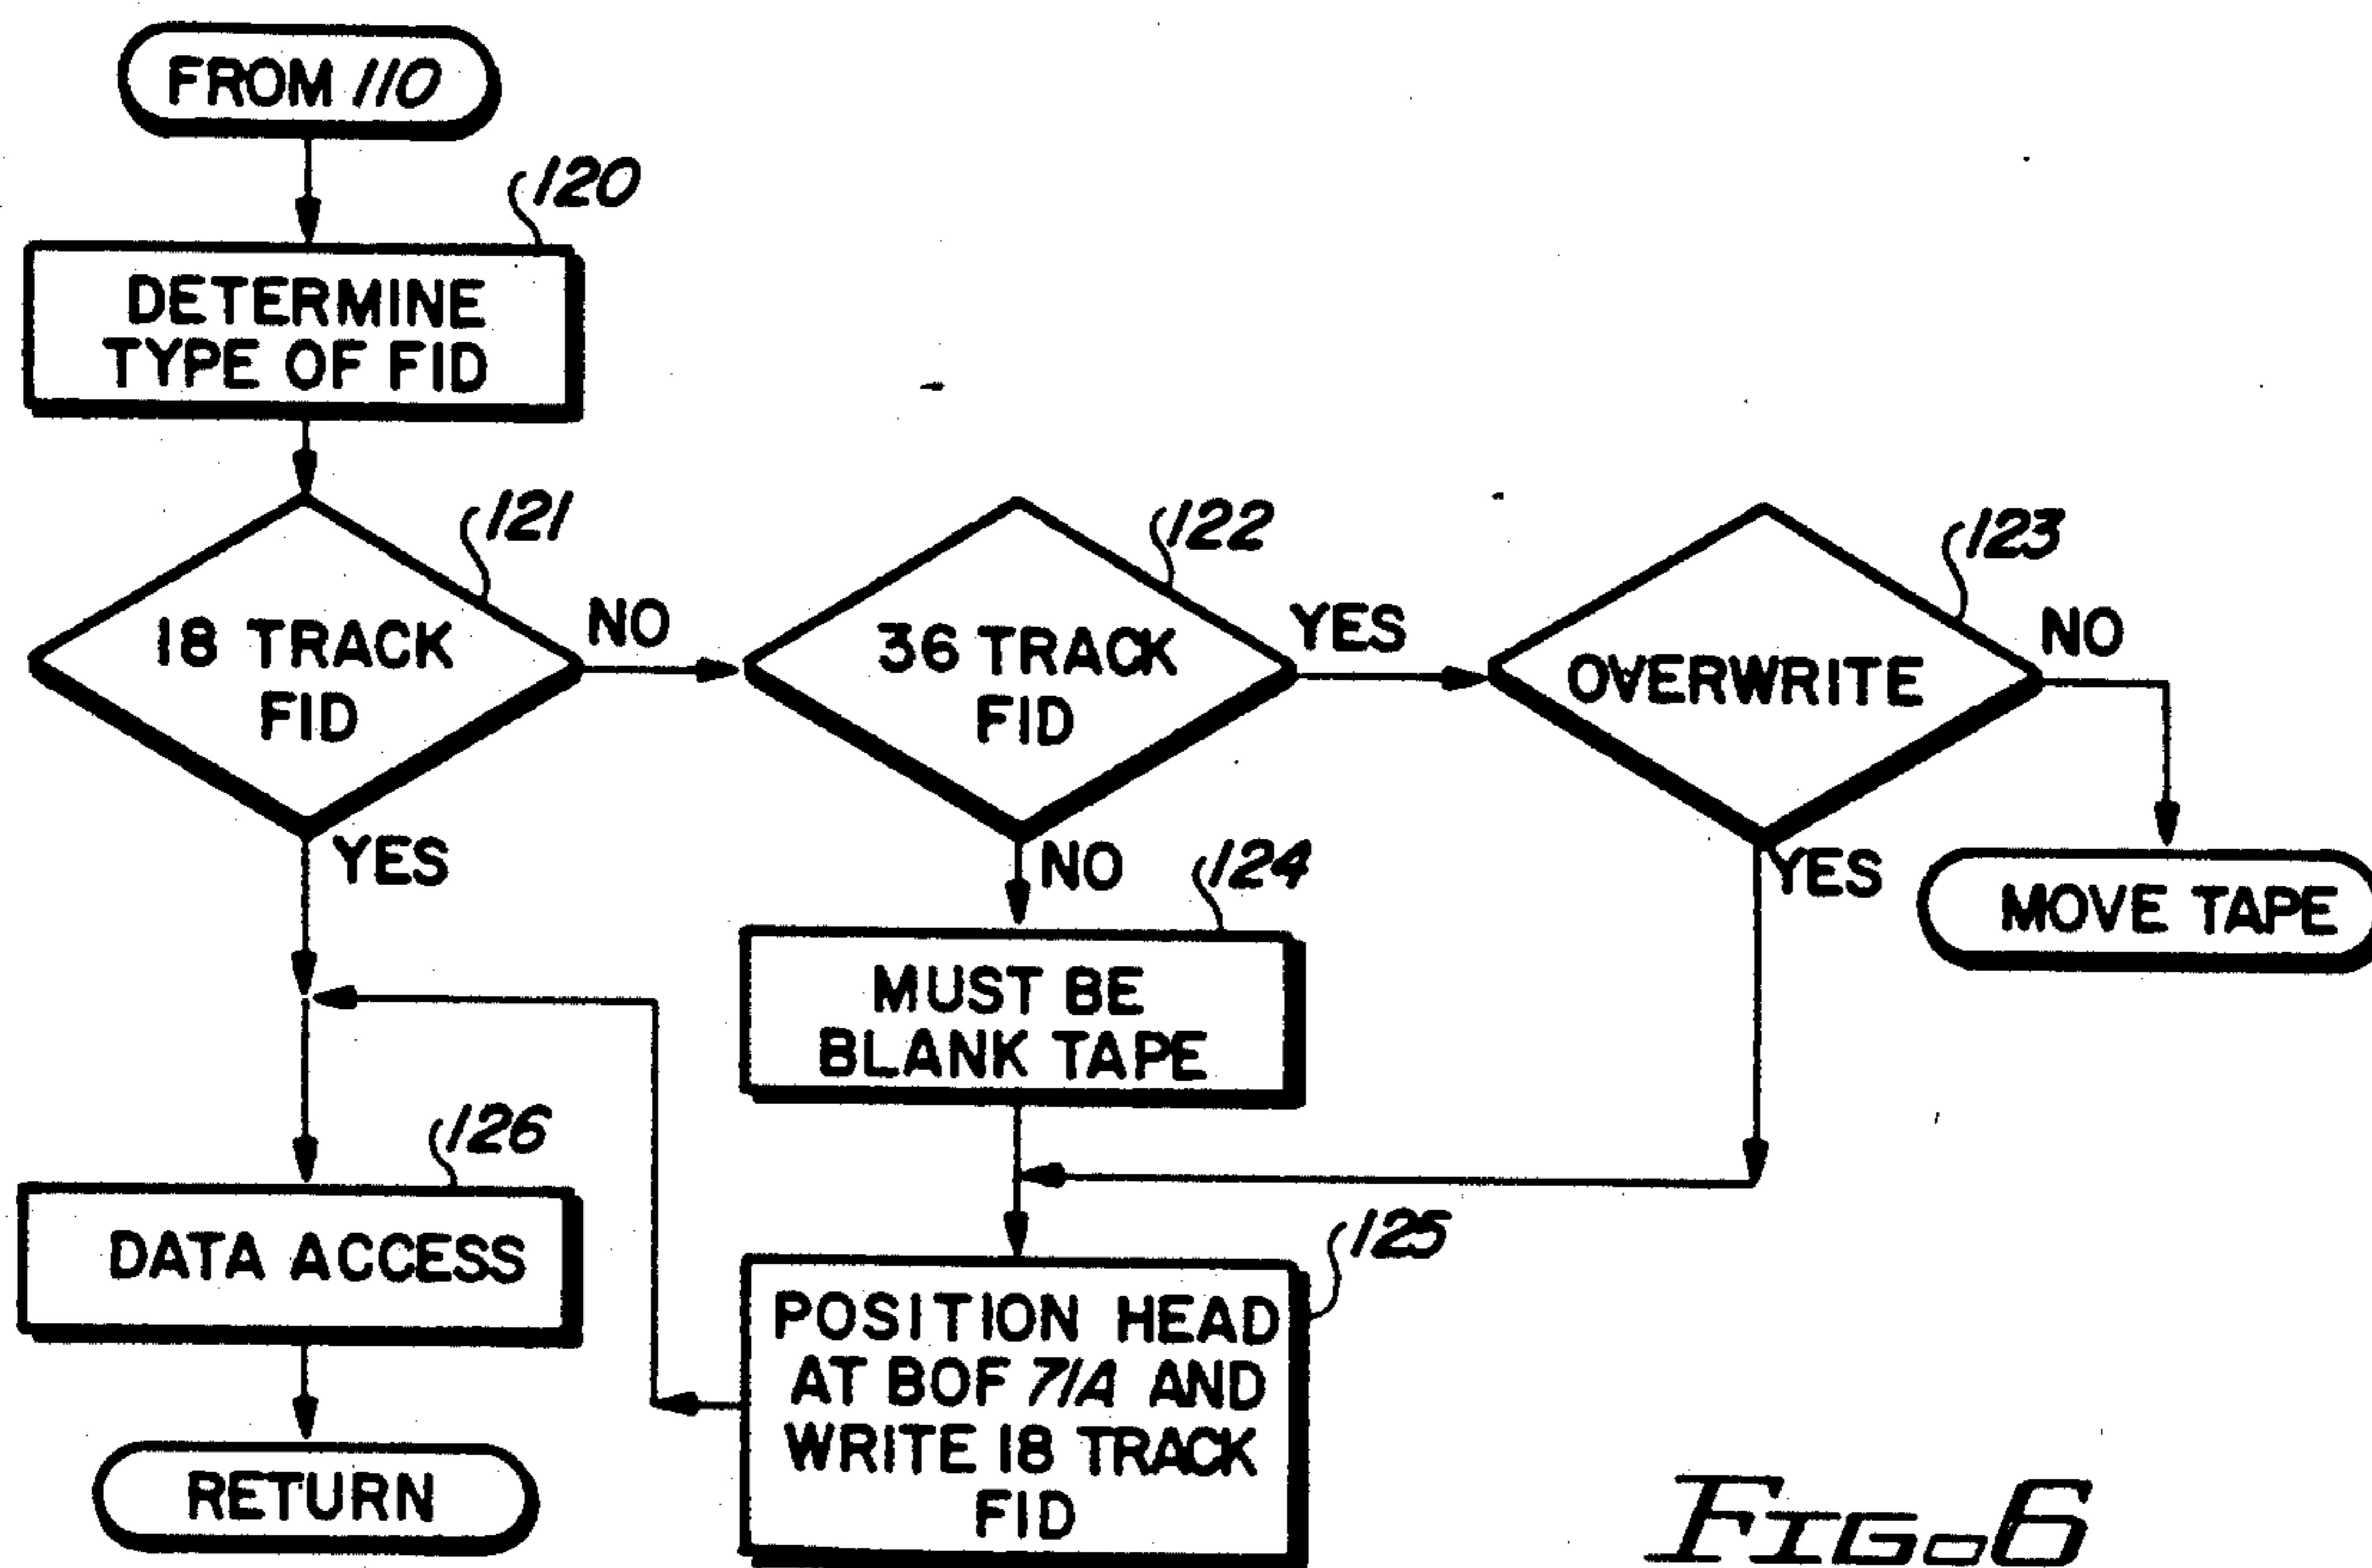 FROM 110
120
DETERMINE
TYPE OF FID
121
18 TRACK
FID
NO
YES
122
36 TRACK
FID
YES
NO
123
OVERWRITE
NO
YES
MOVE TAPE
124
MUST BE
BLANK TAPE
126
DATA ACCESS
125
POSITION HEAD
AT BOF 71A AND
WRITE 18 TRACK
FID
RETURN
FIG. 6